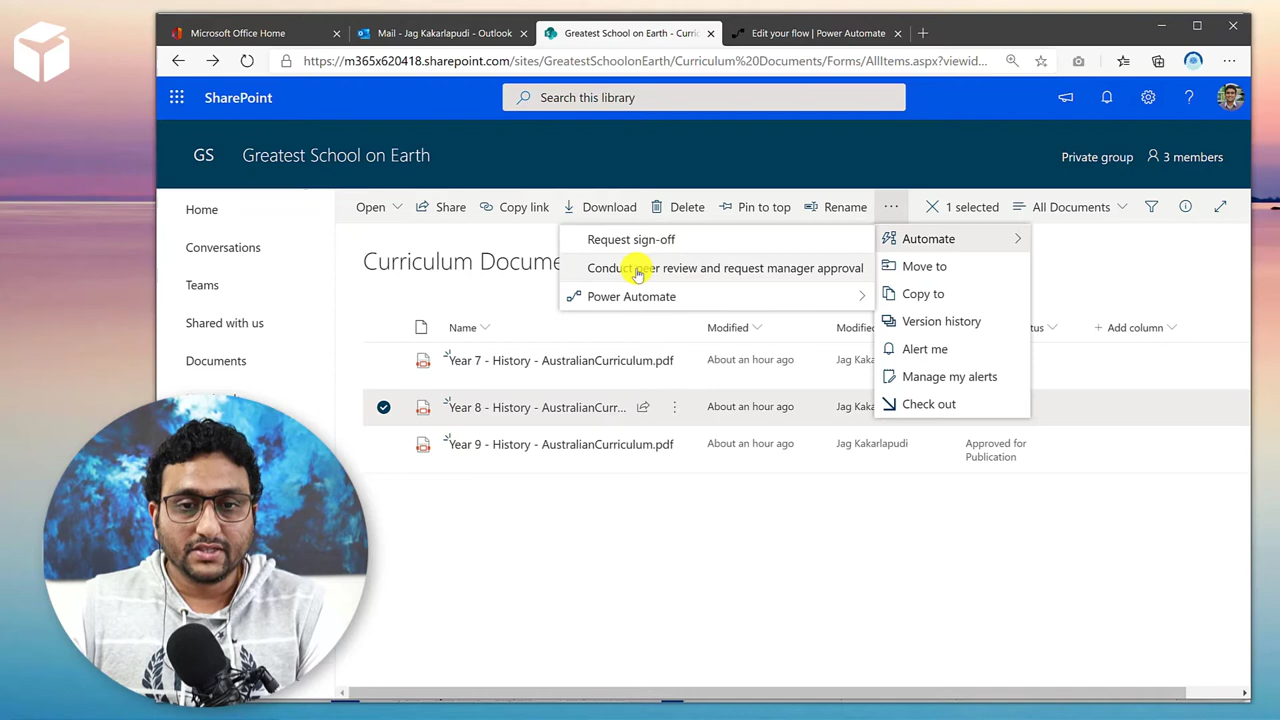 Microsoft Office Home
Mail - Jag Kakarlapudi - Outlook
Greatest School on Earth - Curric
Edit your flow | Power Automate
https://m365x620418.sharepoint.com/sites/GreatestSchoolonEarth/Curriculum%20Documents/Forms/AllItems.aspx?viewid...
SharePoint
Search this library
GS
Greatest School on Earth
Private group
3 members
Home
Conversations
Teams
Shared with us
Documents
Open
Share
Copy link
Download
Delete
Pin to top
Rename
1 selected
All Documents
Request sign-off
Conduct peer review and request manager approval
Power Automate
Automate
Move to
Copy to
Version history
Alert me
Manage my alerts
Check out
Curriculum Docume
Name
Modified
Modified
tus
Add column
Year 7 - History - AustralianCurriculum.pdf
About an hour ago
Jag Kaka
Year 8 - History - AustralianCurr...
About an hour ago
Jag Kaka
Year 9 - History - AustralianCurriculum.pdf
About an hour ago
Jag Kakarlapudi
Approved for
Publication